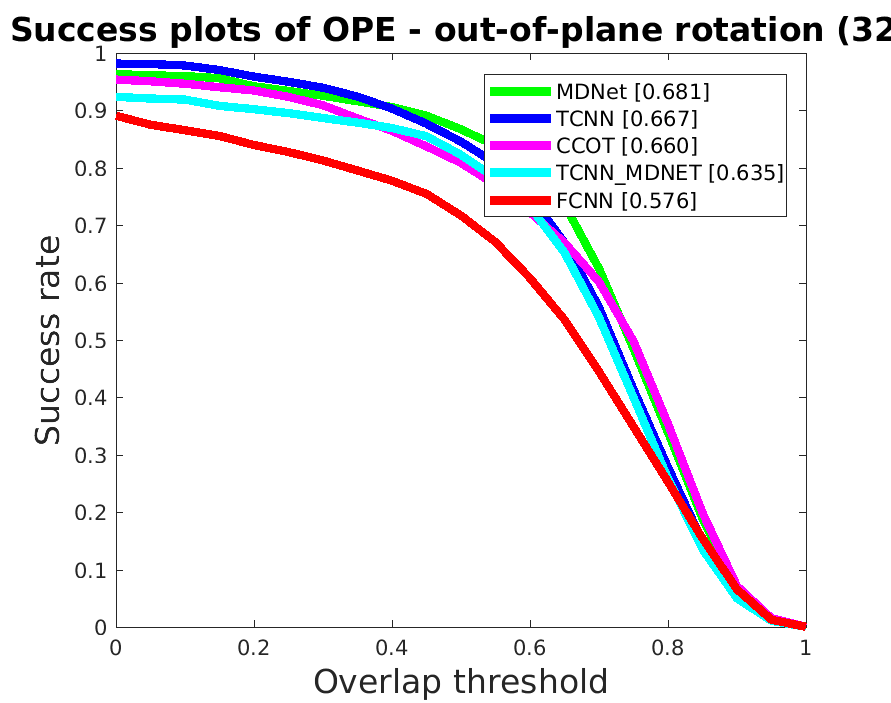 Success plots of OPE - out-of-plane rotation (32
1
0.9
0.8
0.7
0.6
0.5
0.4
0.3
0.2
0.1
0
Success rate
MDNet [0.681]
TCNN [0.667]
CCOT [0.660]
TCNN_MDNET [0.635]
FCNN [0.576]
0 0.2 0.4 0.6 0.8 1
Overlap threshold